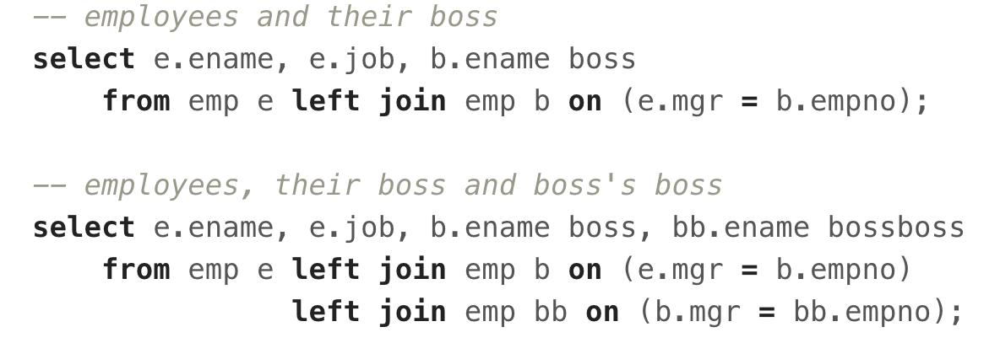 -- employees and their boss
select e.ename, e.job, b.ename boss
    from emp e left join emp b on (e.mgr = b.empno);

-- employees, their boss and boss's boss
select e.ename, e.job, b.ename boss, bb.ename bossboss
    from emp e left join emp b on (e.mgr = b.empno)
               left join emp bb on (b.mgr = bb.empno);